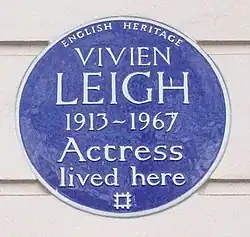 ENGLISH HERITAGE
VIVIEN
LEIGH
1913~1967
Actress
lived here